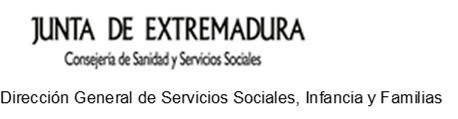 JUNTA DE EXTREMADURA
Consejería de Sanidad y Servicios Sociales
Dirección General de Servicios Sociales, Infancia y Familias